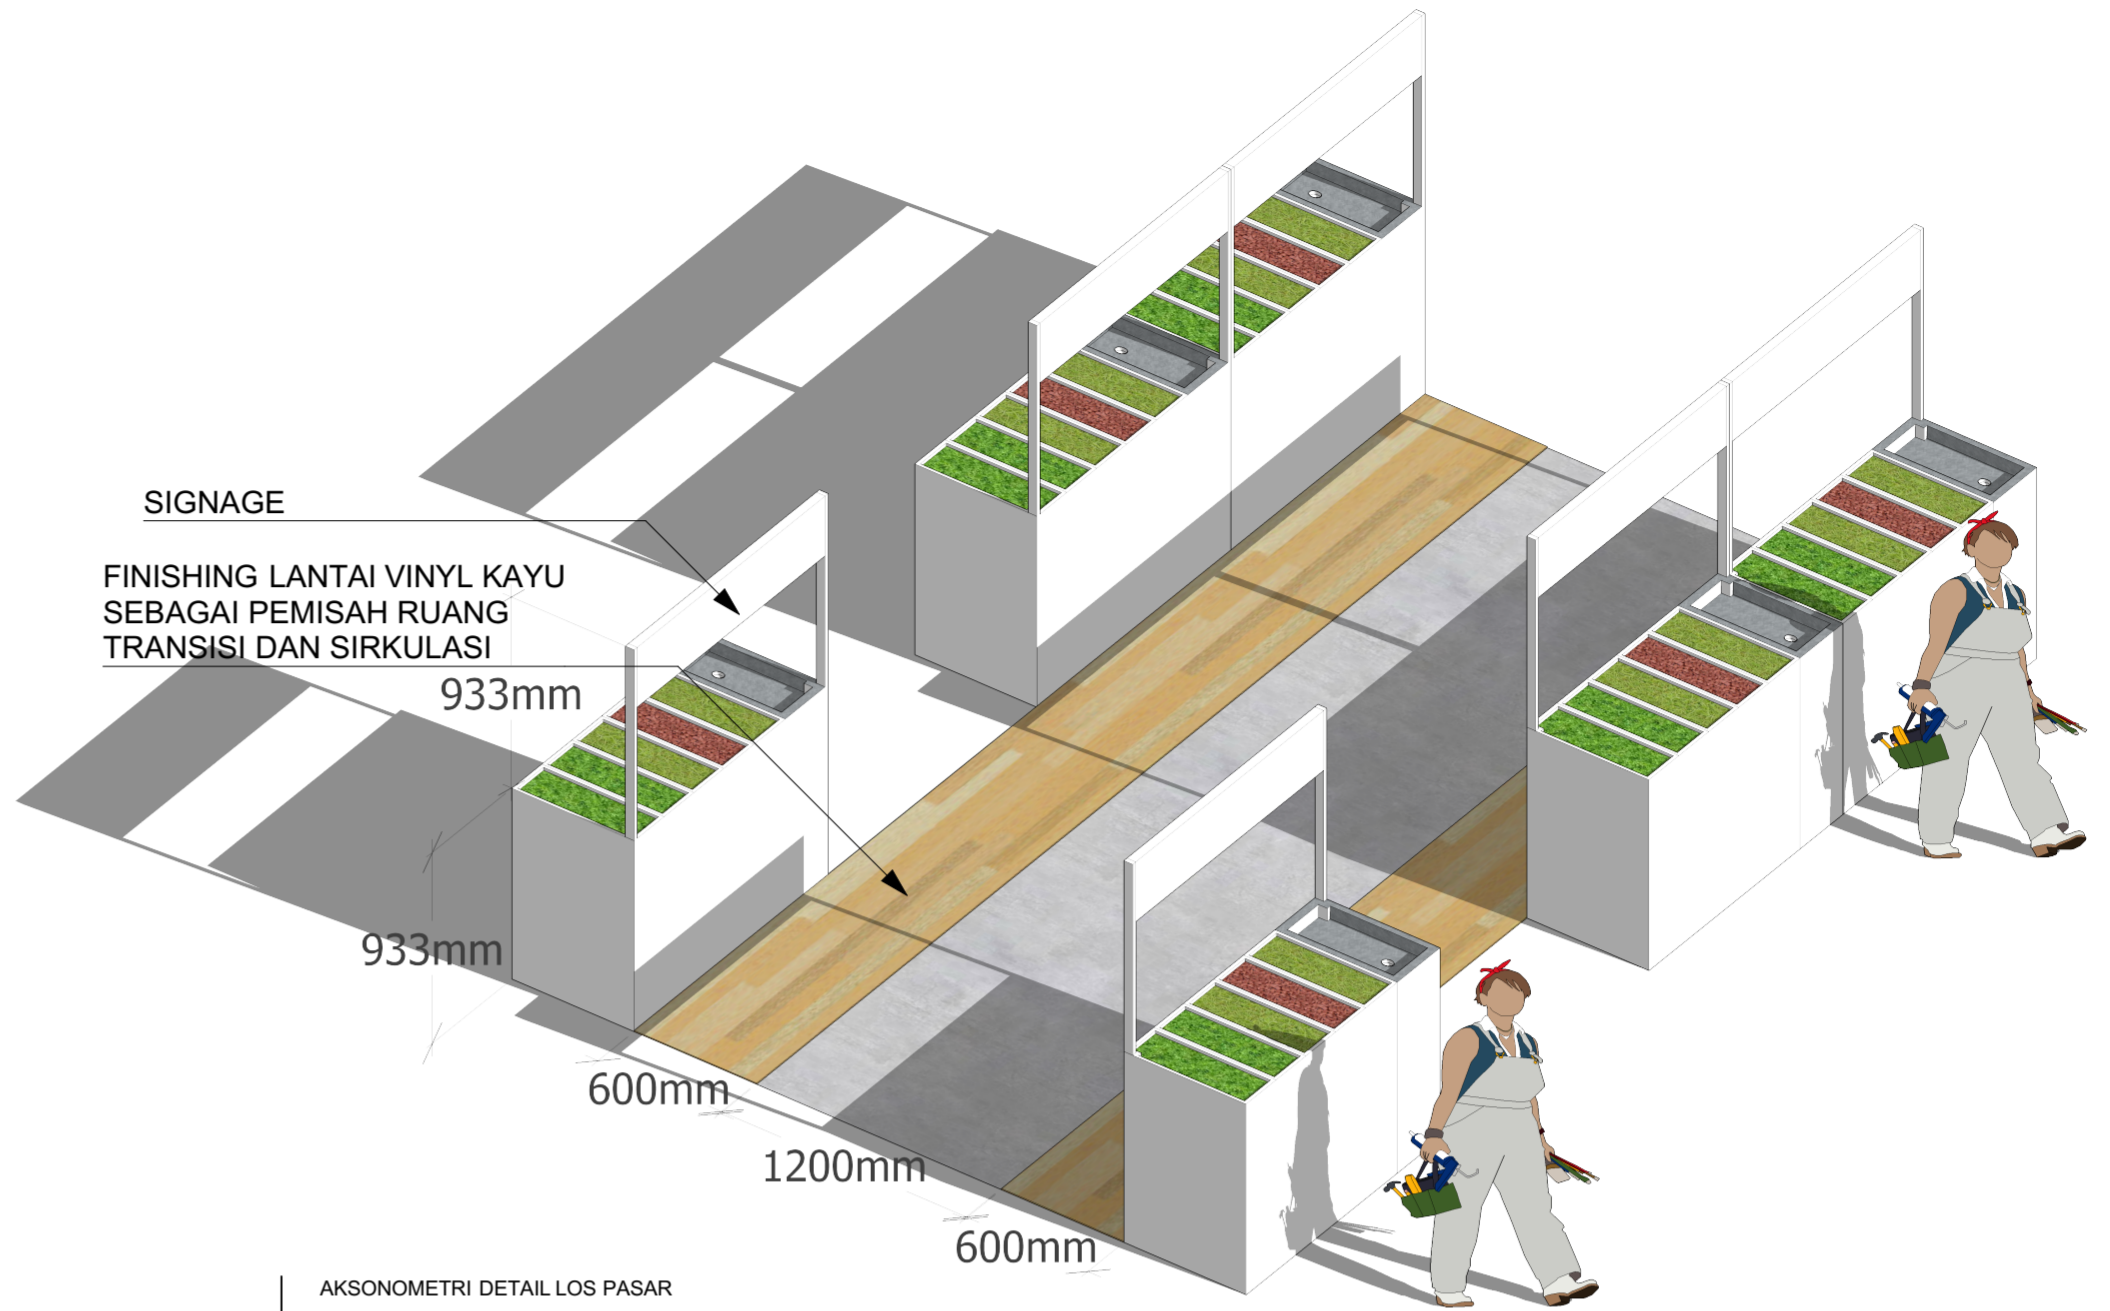 SIGNAGE
FINISHING LANTAI VINYL KAYU
SEBAGAI PEMISAH RUANG
TRANSISI DAN SIRKULASI
933mm
933mm
600mm
1200mm
600mm
AKSONOMETRI DETAIL LOS PASAR